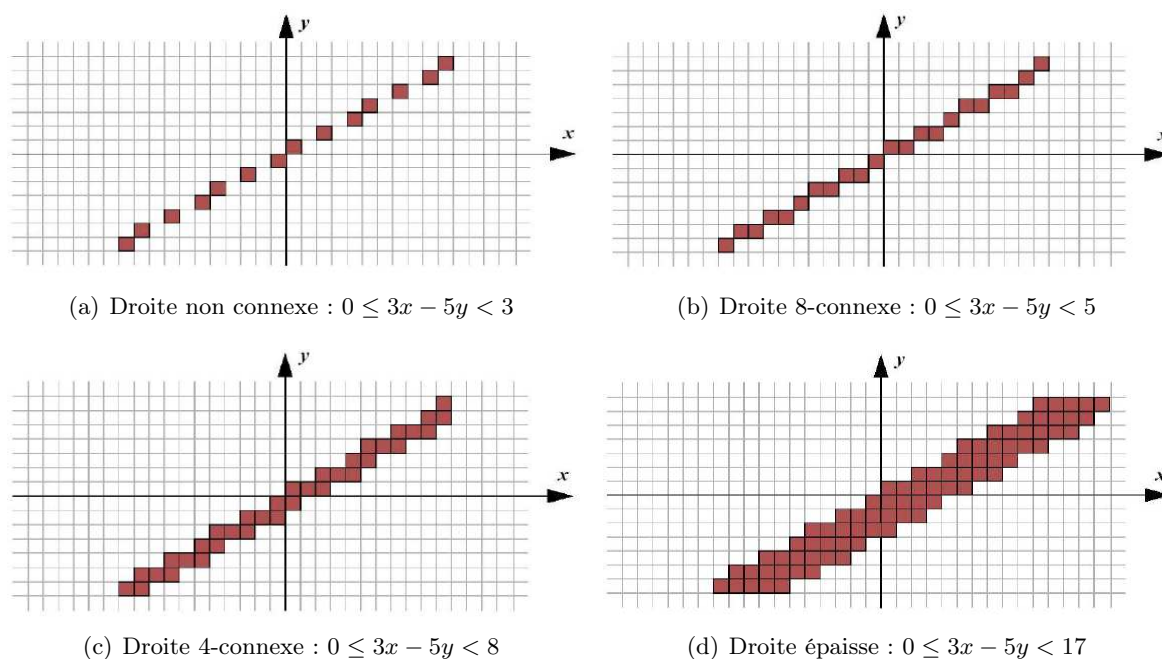 y
x
y
x
(a) Droite non connexe : 0 ≤ 3x − 5y < 3
(b) Droite 8-connexe : 0 ≤ 3x − 5y < 5
y
x
y
x
(c) Droite 4-connexe : 0 ≤ 3x − 5y < 8
(d) Droite épaisse : 0 ≤ 3x − 5y < 17